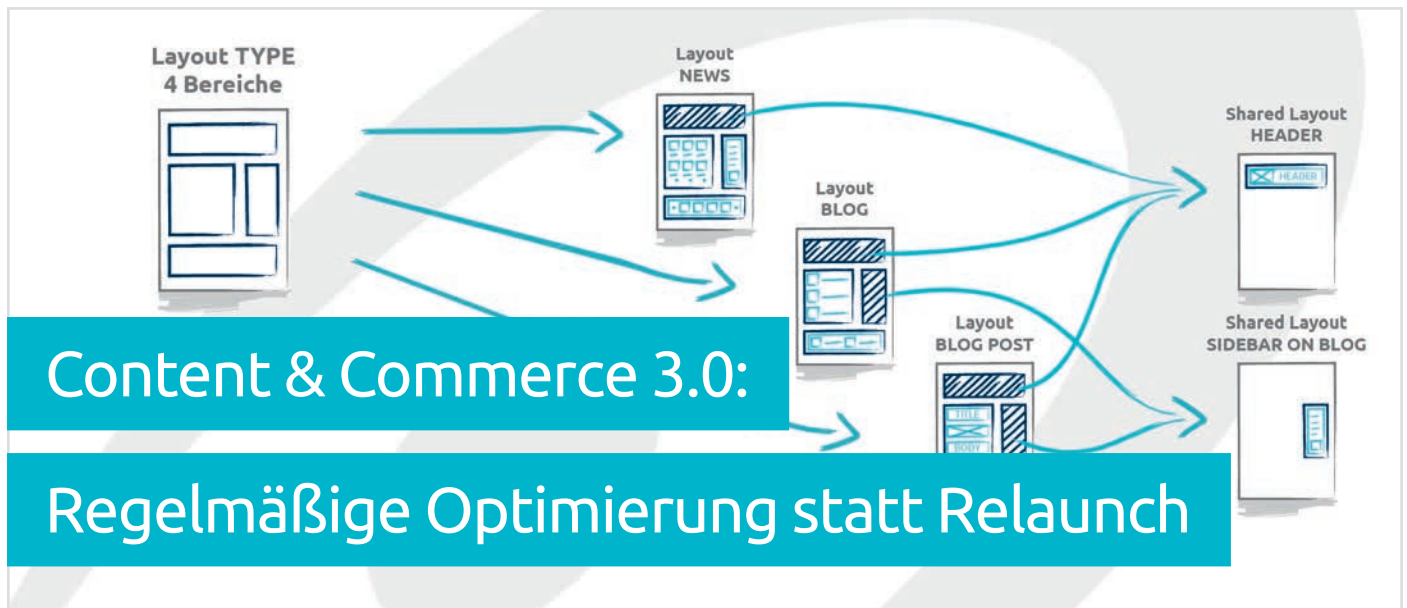 Layout TYPE
4 Bereiche
Layout
NEWS
Shared Layout
HEADER
HEADER
Layout
BLOG
Layout
BLOG POST
TITLE
BODY
Shared Layout
SIDEBAR ON BLOG
Content & Commerce 3.0:
Regelmäßige Optimierung statt Relaunch